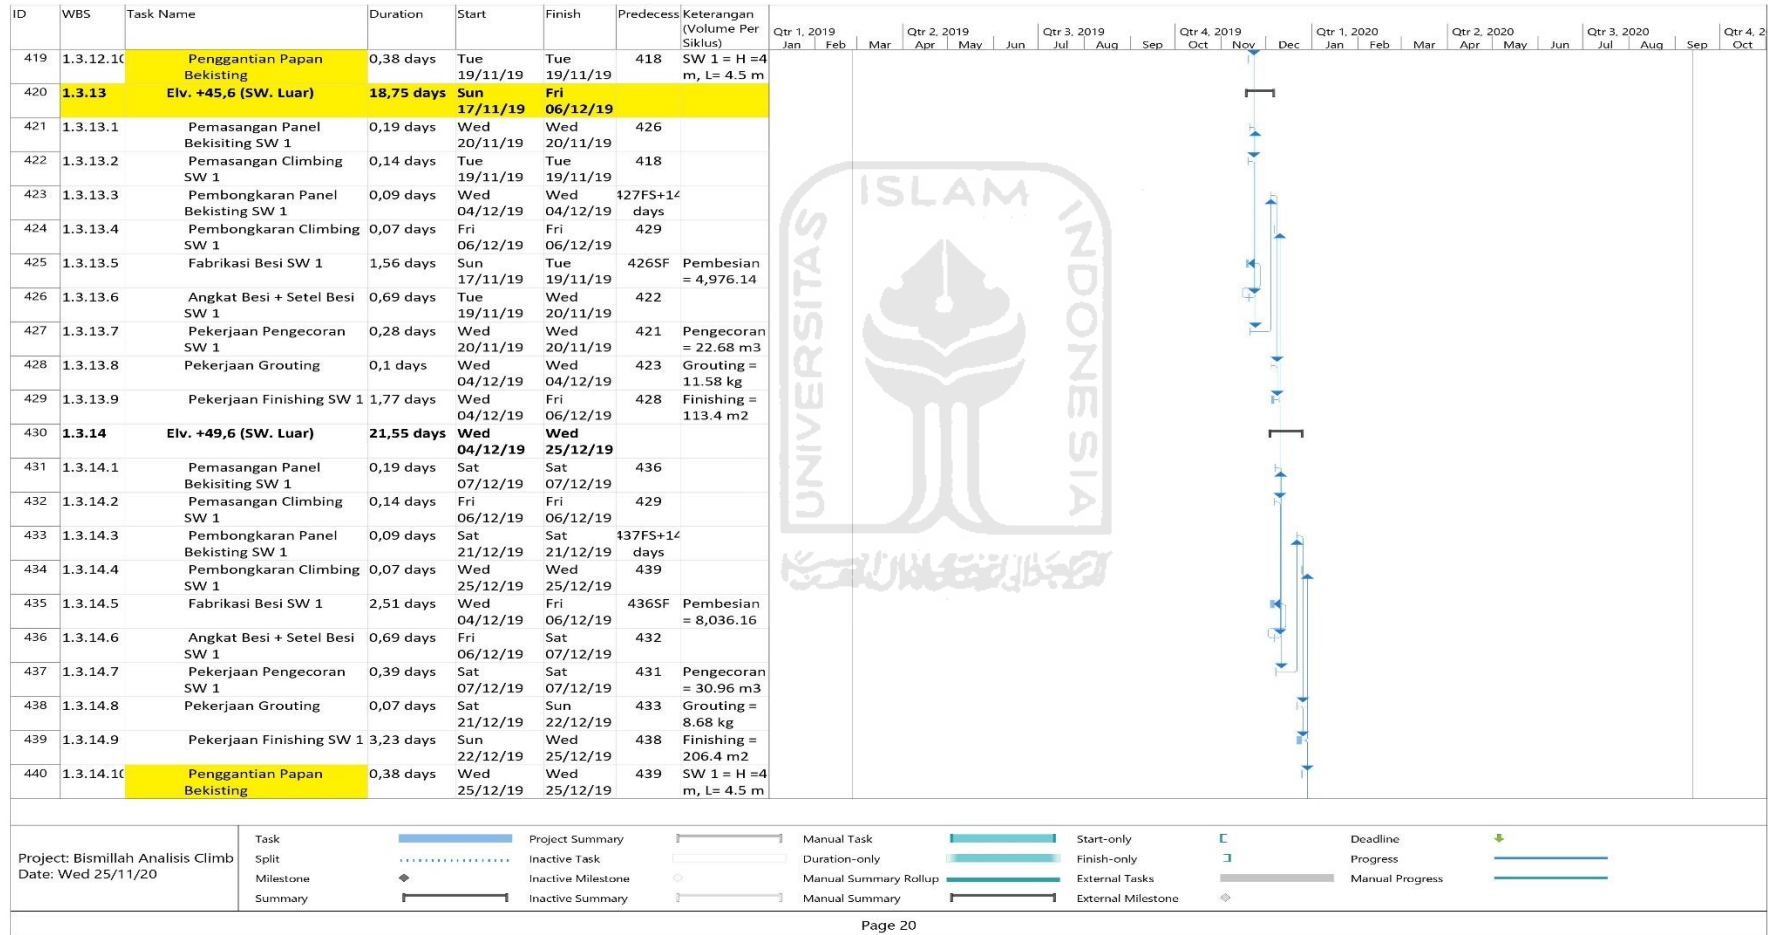 ID WBS Task Name Duration Start Finish Predecess Keterangan
(Volume Per
Siklus)
Qtr 1, 2019 Qtr 2, 2019 Qtr 3, 2019 Qtr 4, 2019 Qtr 1, 2020 Qtr 2, 2020 Qtr 3, 2020 Qtr 4, 2
Jan Feb Mar Apr May Jun Jul Aug Sep Oct Nov Dec Jan Feb Mar Apr May Jun Jul Aug Sep Oct
419 1.3.12.10 Penggantian Papan 0,38 days Tue Tue 418 SW 1 = H =4
Bekisting 19/11/19 19/11/19 m, L= 4.5 m
420 1.3.13 Elv. +45,6 (SW. Luar) 18,75 days Sun Fri
17/11/19 06/12/19
421 1.3.13.1 Pemasangan Panel 0,19 days Wed Wed 426
Bekisiting SW 1 20/11/19 20/11/19
422 1.3.13.2 Pemasangan Climbing 0,14 days Tue Tue 418
SW 1 19/11/19 19/11/19
423 1.3.13.3 Pembongkaran Panel 0,09 days Wed Wed 427FS+14
Bekisting SW 1 04/12/19 04/12/19 days
424 1.3.13.4 Pembongkaran Climbing 0,07 days Fri Fri 429
SW 1 06/12/19 06/12/19
425 1.3.13.5 Fabrikasi Besi SW 1 1,56 days Sun Tue 426SF Pembesian
17/11/19 19/11/19 = 4,976.14
426 1.3.13.6 Angkat Besi + Setel Besi 0,69 days Tue Wed 422
SW 1 19/11/19 20/11/19
427 1.3.13.7 Pekerjaan Pengecoran 0,28 days Wed Wed 421 Pengecoran
SW 1 20/11/19 20/11/19 = 22.68 m3
428 1.3.13.8 Pekerjaan Grouting 0,1 days Wed Wed 423 Grouting =
04/12/19 04/12/19 11.58 kg
429 1.3.13.9 Pekerjaan Finishing SW 1 1,77 days Wed Fri 428 Finishing =
04/12/19 06/12/19 113.4 m2
430 1.3.14 Elv. +49,6 (SW. Luar) 21,55 days Wed Wed
04/12/19 25/12/19
431 1.3.14.1 Pemasangan Panel 0,19 days Sat Sat 436
Bekisiting SW 1 07/12/19 07/12/19
432 1.3.14.2 Pemasangan Climbing 0,14 days Fri Fri 429
SW 1 06/12/19 06/12/19
433 1.3.14.3 Pembongkaran Panel 0,09 days Sat Sat 437FS+14
Bekisting SW 1 21/12/19 21/12/19 days
434 1.3.14.4 Pembongkaran Climbing 0,07 days Wed Wed 439
SW 1 25/12/19 25/12/19
435 1.3.14.5 Fabrikasi Besi SW 1 2,51 days Wed Fri 436SF Pembesian
04/12/19 06/12/19 = 8,036.16
436 1.3.14.6 Angkat Besi + Setel Besi 0,69 days Fri Sat 432
SW 1 06/12/19 07/12/19
437 1.3.14.7 Pekerjaan Pengecoran 0,39 days Sat Sat 431 Pengecoran
SW 1 07/12/19 07/12/19 = 30.96 m3
438 1.3.14.8 Pekerjaan Grouting 0,07 days Sat Sun 433 Grouting =
21/12/19 22/12/19 8.68 kg
439 1.3.14.9 Pekerjaan Finishing SW 1 3,23 days Sun Wed 438 Finishing =
22/12/19 25/12/19 206.4 m2
440 1.3.14.10 Penggantian Papan 0,38 days Wed Wed 439 SW 1 = H =4
Bekisting 25/12/19 25/12/19 m, L= 4.5 m
UNIVERSITAS
ISLAM
INDONESIA
Project: Bismillah Analisis Climb
Date: Wed 25/11/20
Task Project Summary Manual Task Start-only Deadline
Split Inactive Task Duration-only Finish-only Progress
Milestone Inactive Milestone Manual Summary Rollup External Tasks Manual Progress
Summary Inactive Summary Manual Summary External Milestone
Page 20